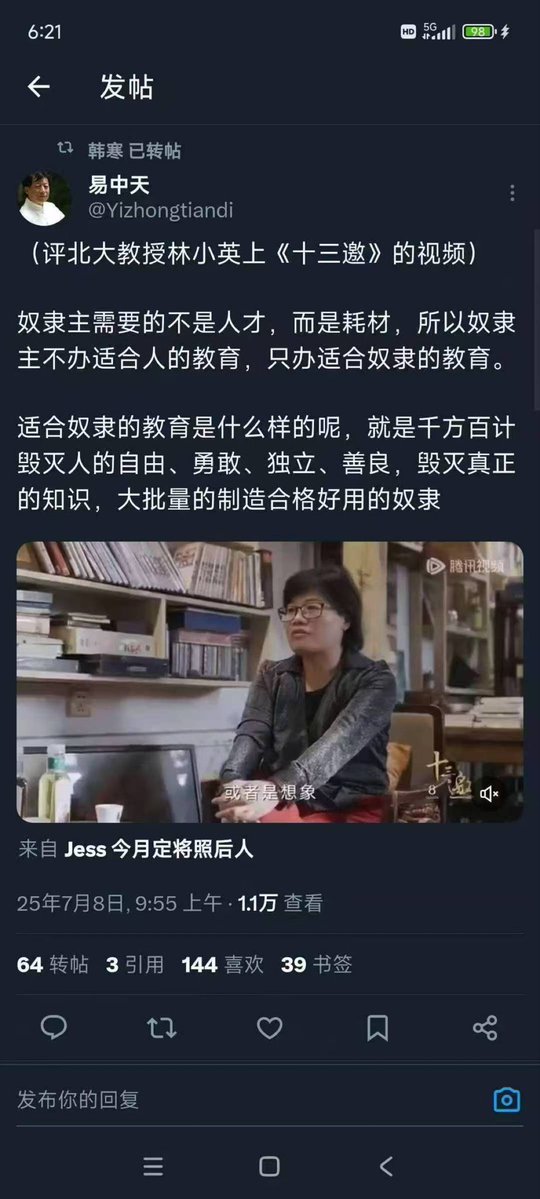 6:21
HD 5G 98
发帖
韩寒 已转帖
易中天
@Yizhongtiandi
（评北大教授林小英上《十三邀》的视频）
奴隶主需要的不是人才，而是耗材，所以奴隶
主不办适合人的教育，只办适合奴隶的教育。
适合奴隶的教育是什么样的呢，就是千方百计
毁灭人的自由、勇敢、独立、善良，毁灭真正
的知识，大批量的制造合格好用的奴隶
腾讯视频
十三邀
8
或者是想象
来自 Jess 今月定将照后人
25年7月8日, 9:55 上午 · 1.1万 查看
64 转帖 3 引用 144 喜欢 39 书签
发布你的回复